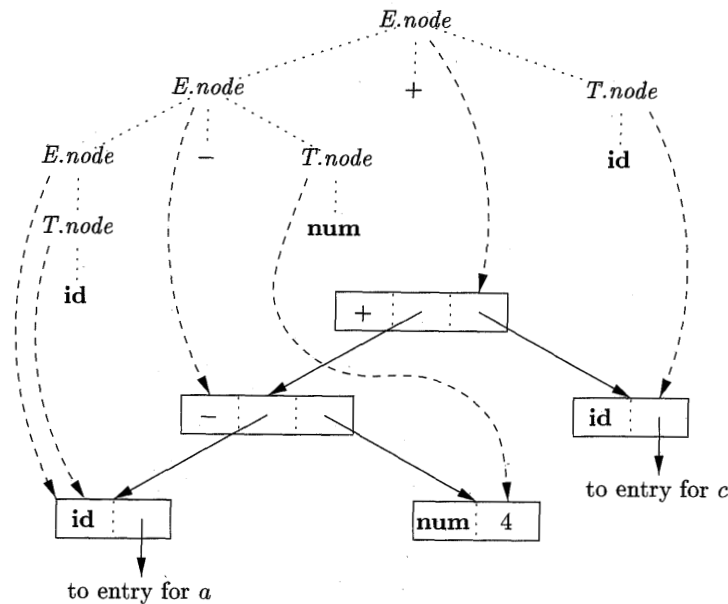 E.node
E.node + T.node
E.node − T.node id
T.node num
id
+
− id
to entry for c
id num 4
to entry for a